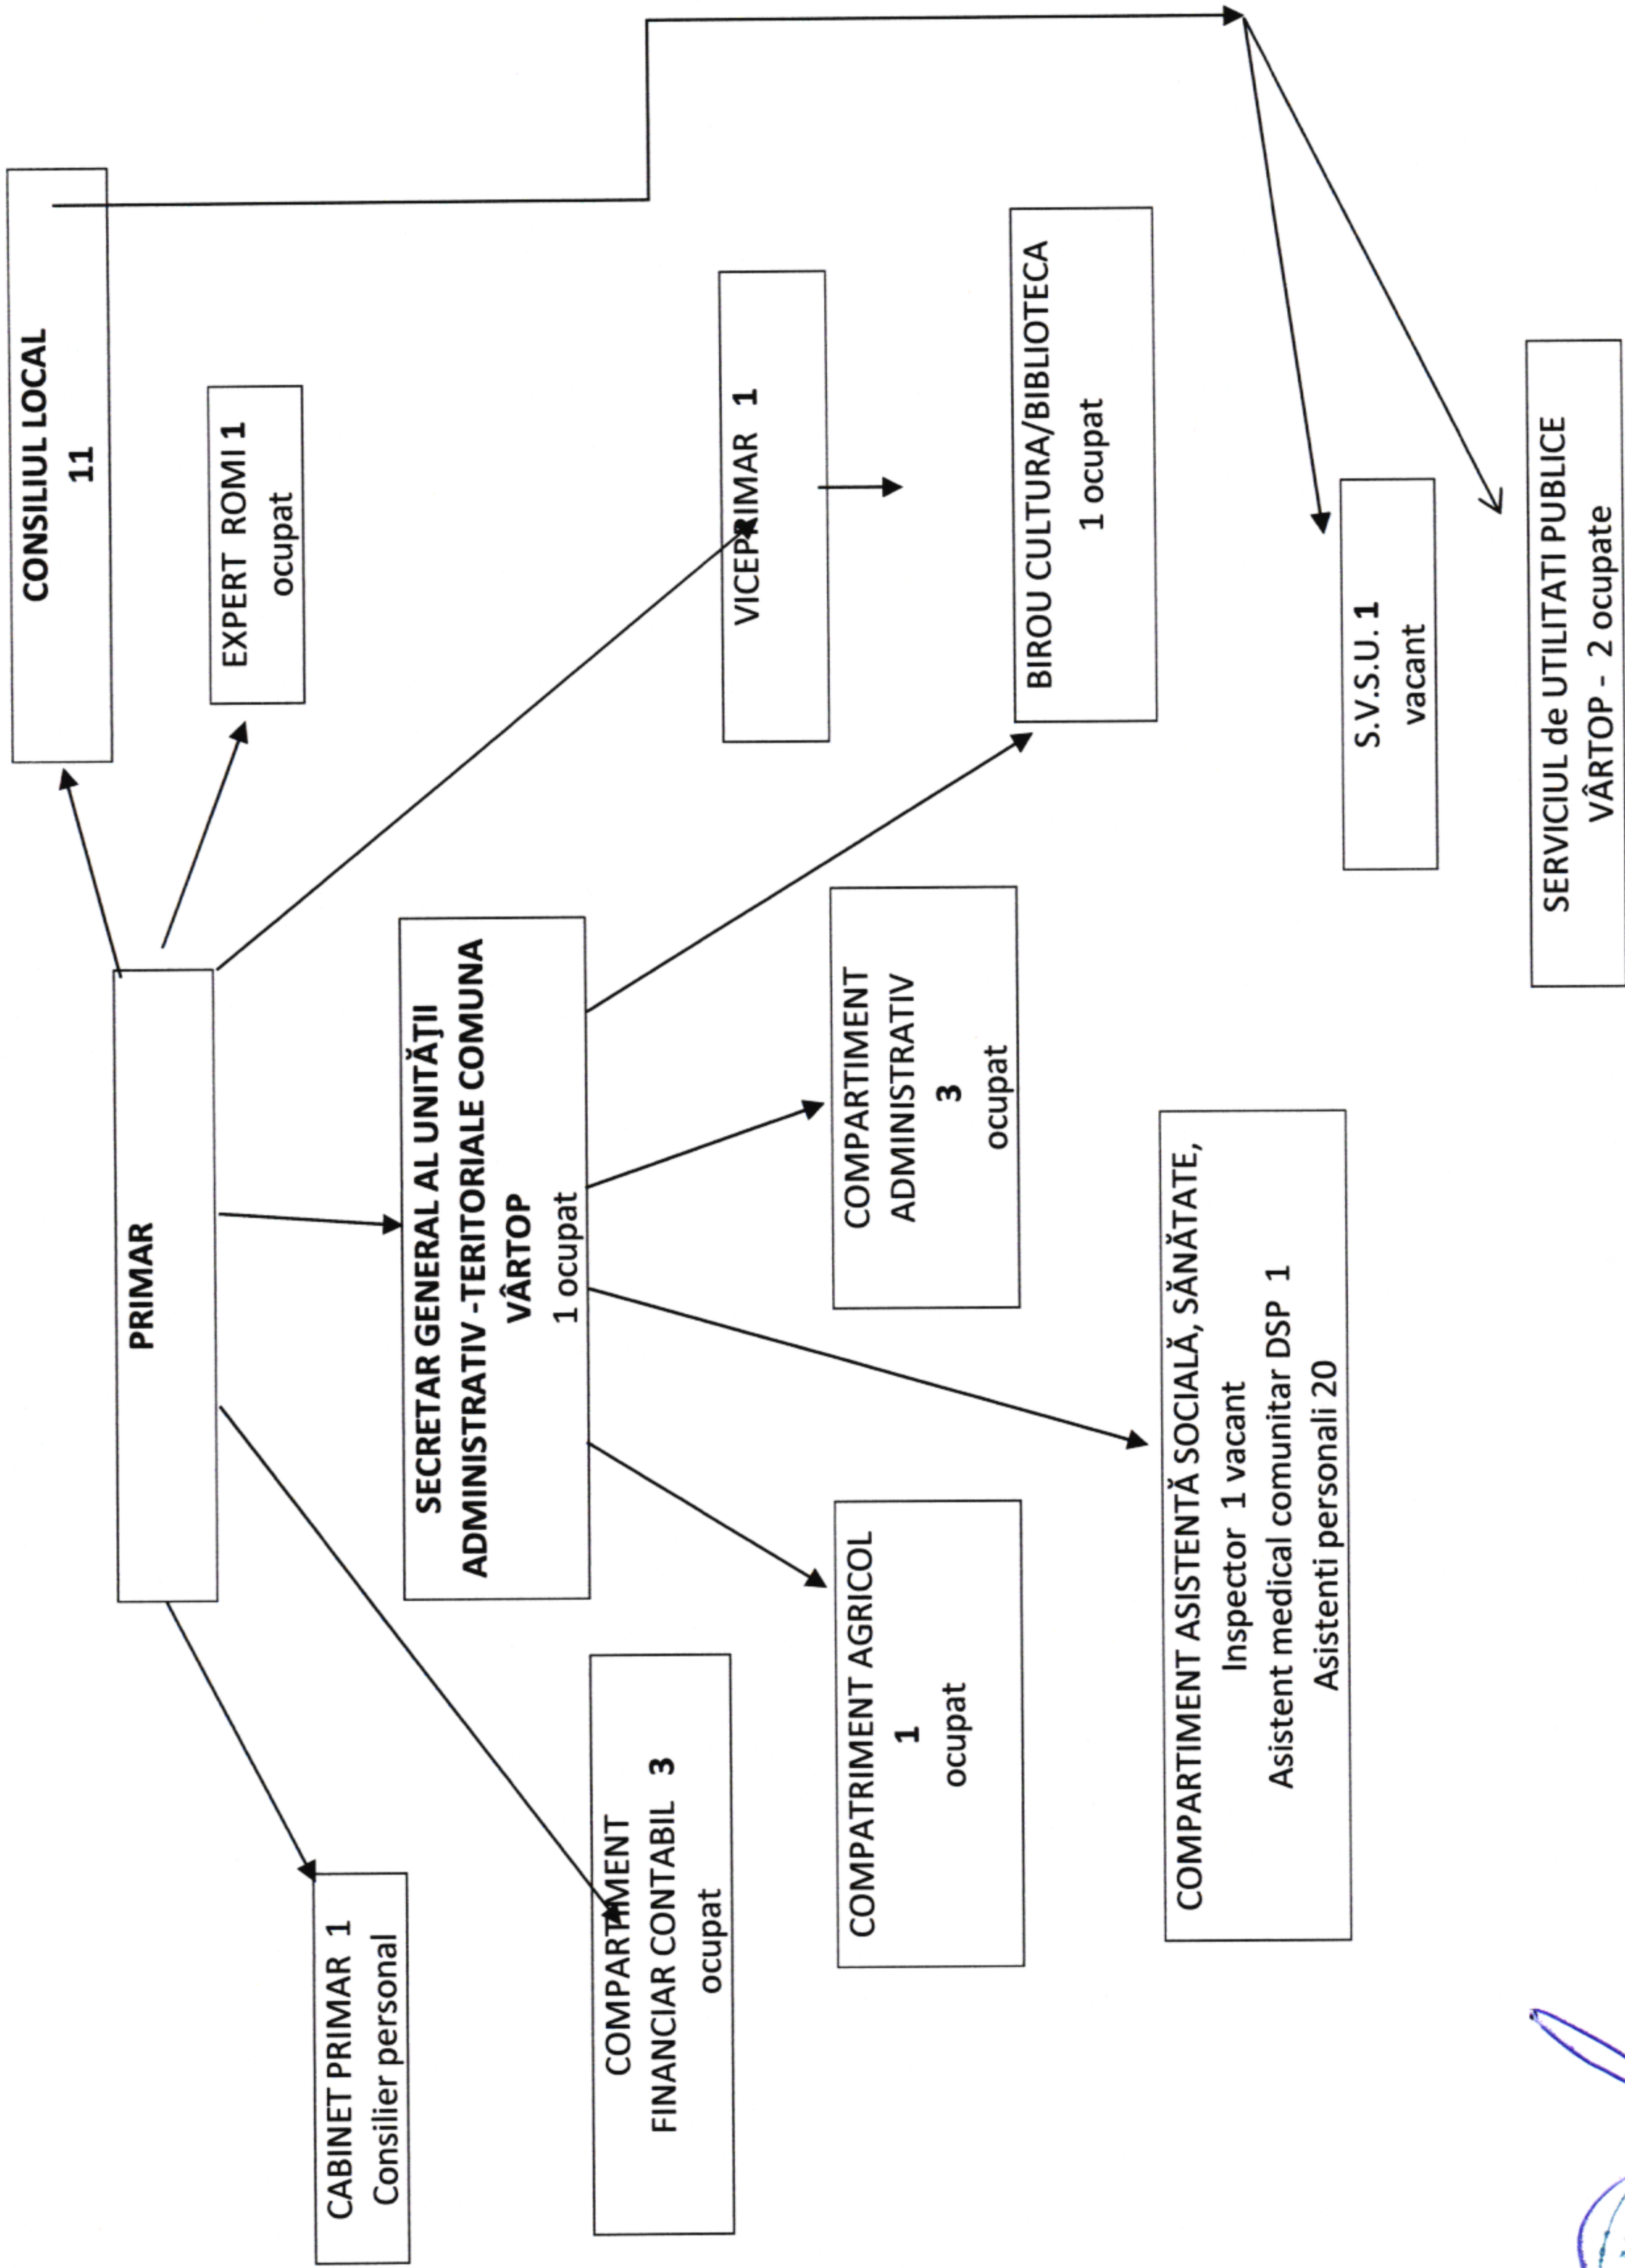 CONSILIUL LOCAL
11
PRIMAR
EXPERT ROMI 1
ocupat
CABINET PRIMAR 1
Consilier personal
SECRETAR GENERAL AL UNITĂŢII
ADMINISTRATIV -TERITORIALE COMUNA
VÂRTOP
1 ocupat
COMPARTIMENT
FINANCIAR CONTABIL 3
ocupat
VICEPRIMAR 1
COMPATRIMENT AGRICOL
1
ocupat
COMPARTIMENT
ADMINISTRATIV
3
ocupat
BIROU CULTURA/BIBLIOTECA
1 ocupat
COMPARTIMENT ASISTENTĂ SOCIALĂ, SĂNĂTATE,
Inspector 1 vacant
Asistent medical comunitar DSP 1
Asistenti personali 20
S.V.S.U. 1
vacant
SERVICIUL de UTILITATI PUBLICE
VÂRTOP - 2 ocupate